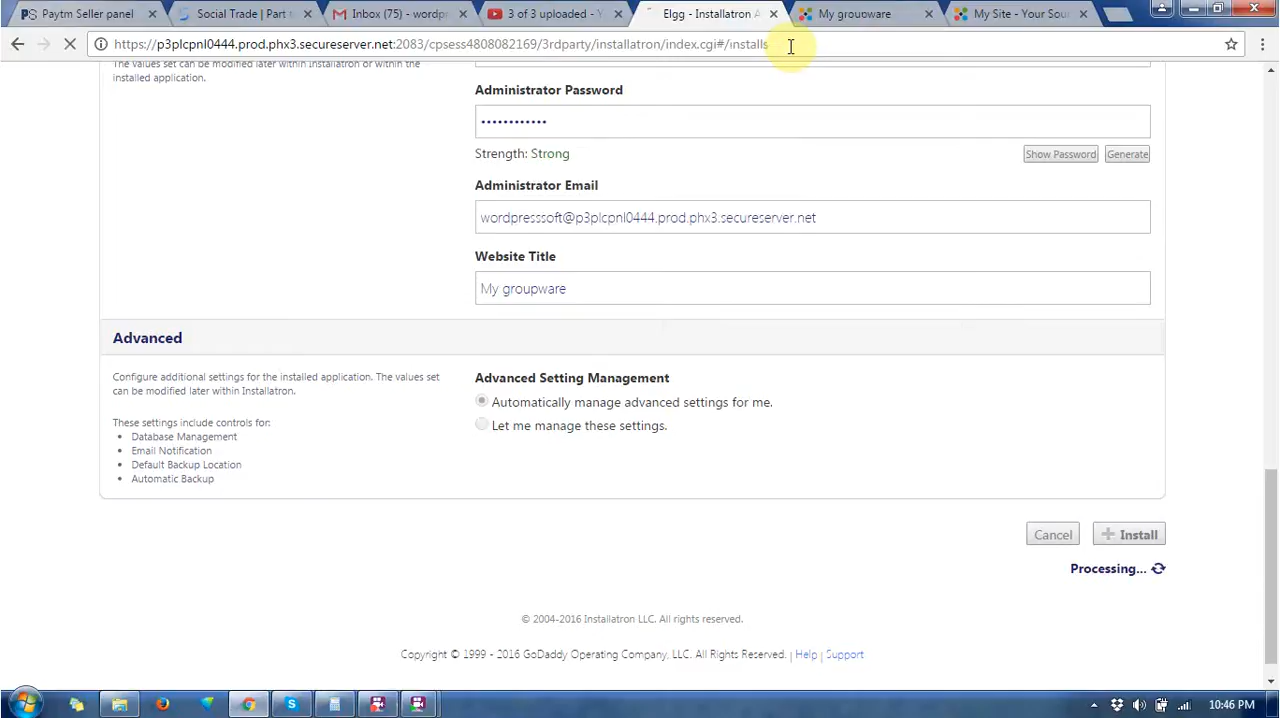 Paytm Seller panel
Social Trade | Part
Inbox (75) - wordp
3 of 3 uploaded - Y
Elgg - Installatron A
My groupware
My Site - Your Sou
https://p3plcpnl0444.prod.phx3.secureserver.net:2083/cpsess4808082169/3rdparty/installatron/index.cgi#/installs
The values set can be modified later within Installatron or within the
installed application.
Administrator Password
••••••••••••
Strength: Strong
Show Password
Generate
Administrator Email
wordpresssoft@p3plcpnl0444.prod.phx3.secureserver.net
Website Title
My groupware
Advanced
Configure additional settings for the installed application. The values set
can be modified later within Installatron.
These settings include controls for:
• Database Management
• Email Notification
• Default Backup Location
• Automatic Backup
Advanced Setting Management
Automatically manage advanced settings for me.
Let me manage these settings.
Cancel
Install
Processing...
© 2004-2016 Installatron LLC. All rights reserved.
Copyright © 1999 - 2016 GoDaddy Operating Company, LLC. All Rights Reserved. | Help | Support
10:46 PM